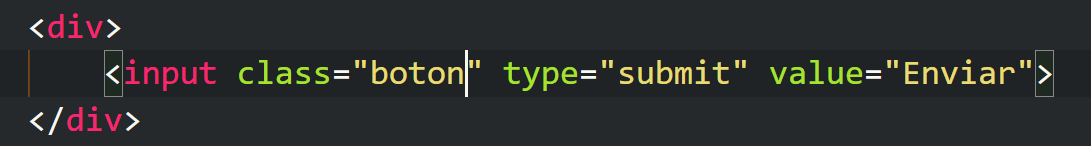 <div>
<input class="boton" type="submit" value="Enviar">
</div>